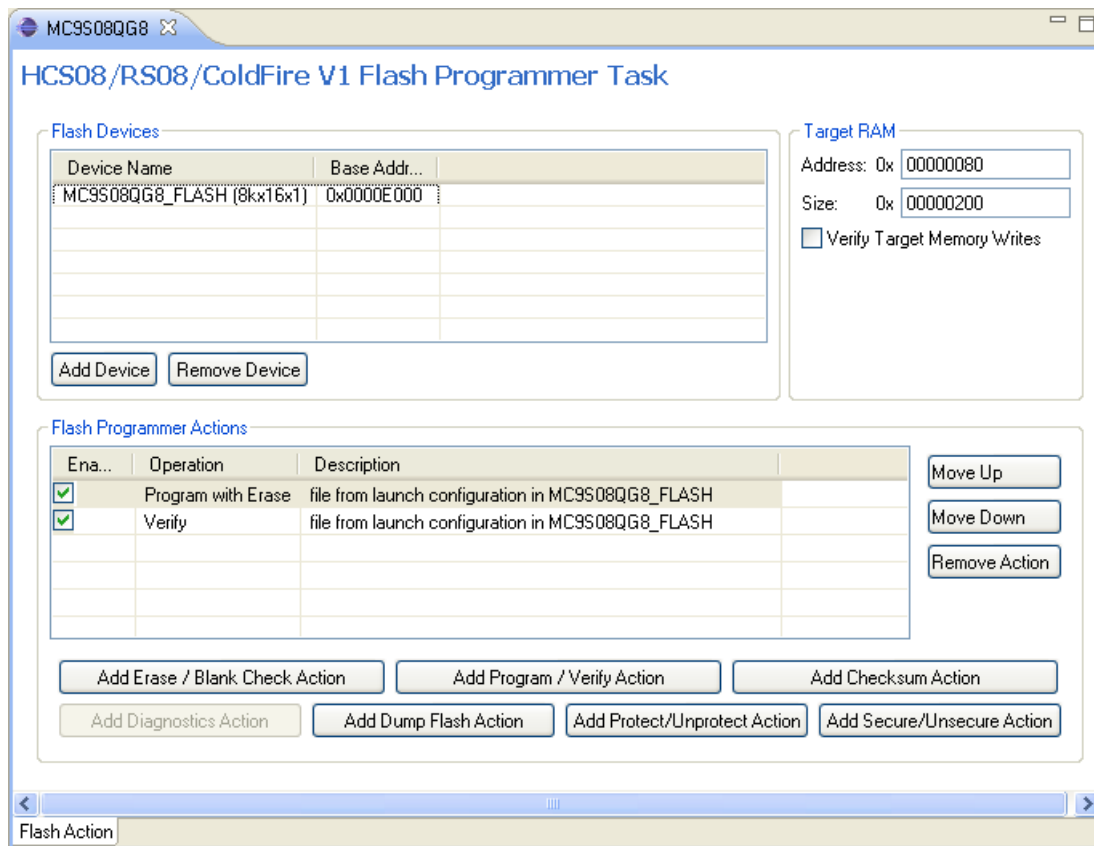 MC9S08QG8
HCS08/RS08/ColdFire V1 Flash Programmer Task
Flash Devices
Device Name Base Addr...
MC9S08QG8_FLASH (8kx16x1) 0x0000E000
Add Device Remove Device
Target RAM
Address: 0x 00000080
Size: 0x 00000200
Verify Target Memory Writes
Flash Programmer Actions
Ena... Operation Description
Program with Erase file from launch configuration in MC9S08QG8_FLASH
Verify file from launch configuration in MC9S08QG8_FLASH
Move Up
Move Down
Remove Action
Add Erase / Blank Check Action Add Program / Verify Action Add Checksum Action
Add Diagnostics Action Add Dump Flash Action Add Protect/Unprotect Action Add Secure/Unsecure Action
Flash Action